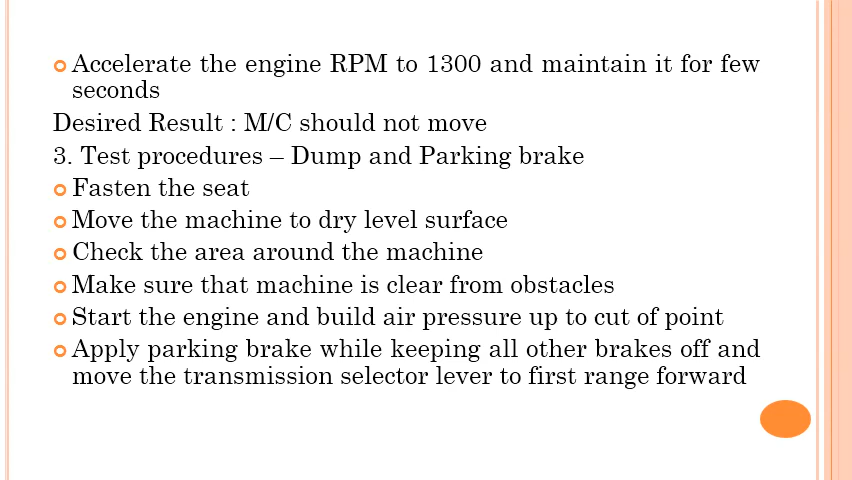 Accelerate the engine RPM to 1300 and maintain it for few
seconds
Desired Result : M/C should not move
3. Test procedures – Dump and Parking brake
Fasten the seat
Move the machine to dry level surface
Check the area around the machine
Make sure that machine is clear from obstacles
Start the engine and build air pressure up to cut of point
Apply parking brake while keeping all other brakes off and
move the transmission selector lever to first range forward